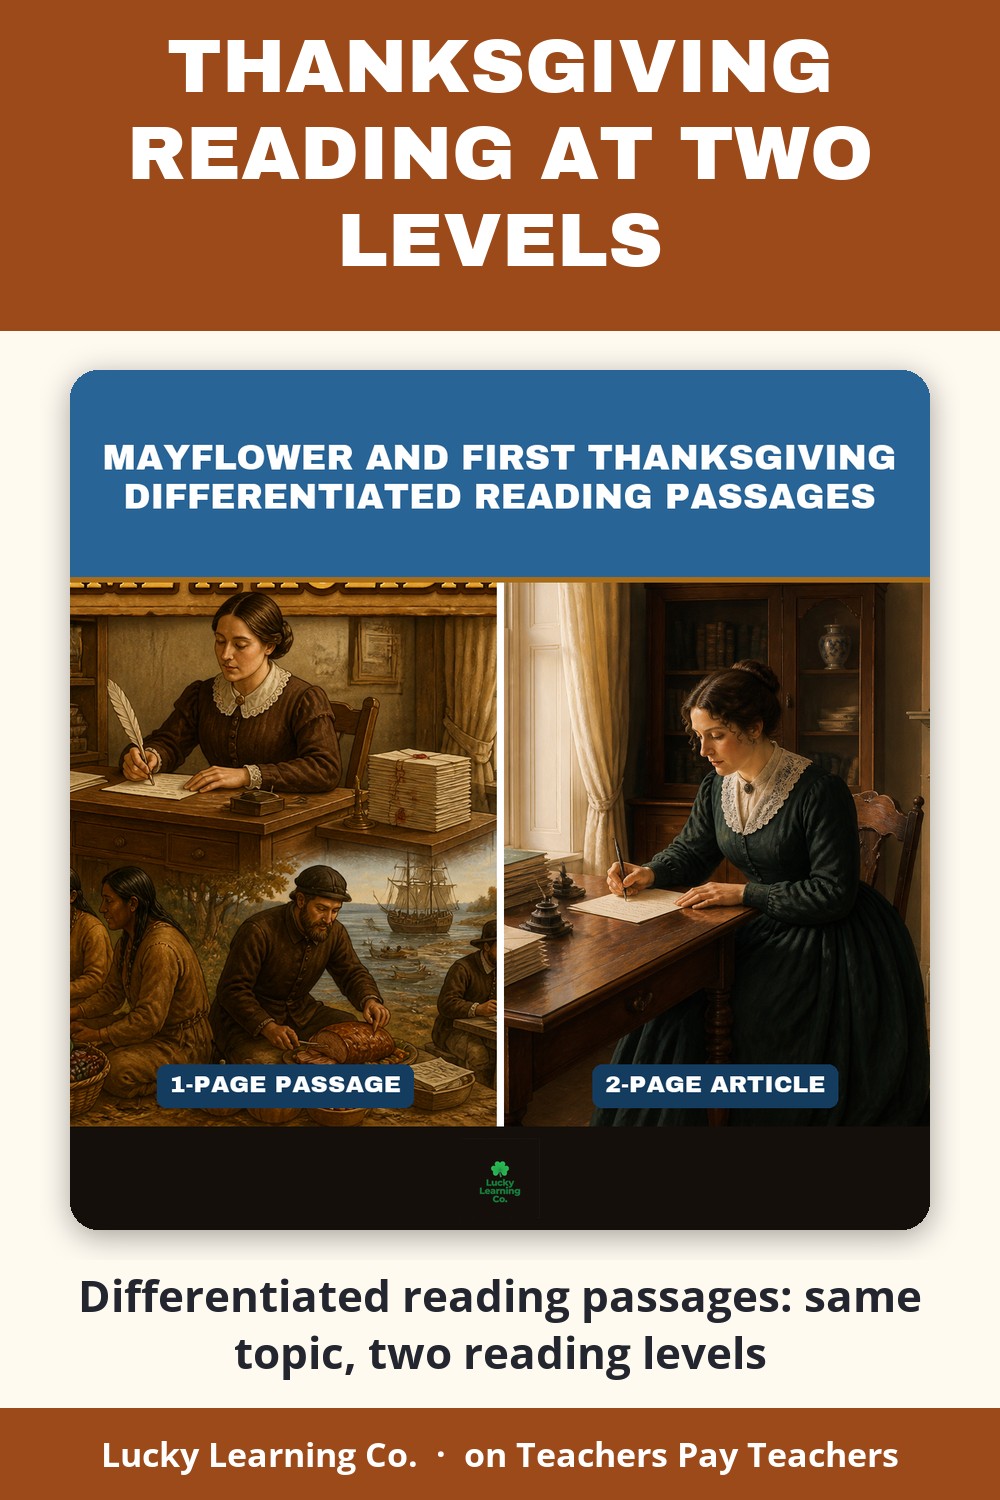 THANKSGIVING
READING AT TWO
LEVELS
MAYFLOWER AND FIRST THANKSGIVING
DIFFERENTIATED READING PASSAGES
1-PAGE PASSAGE
2-PAGE ARTICLE
Lucky
Learning
Co.
Differentiated reading passages: same
topic, two reading levels
Lucky Learning Co. · on Teachers Pay Teachers